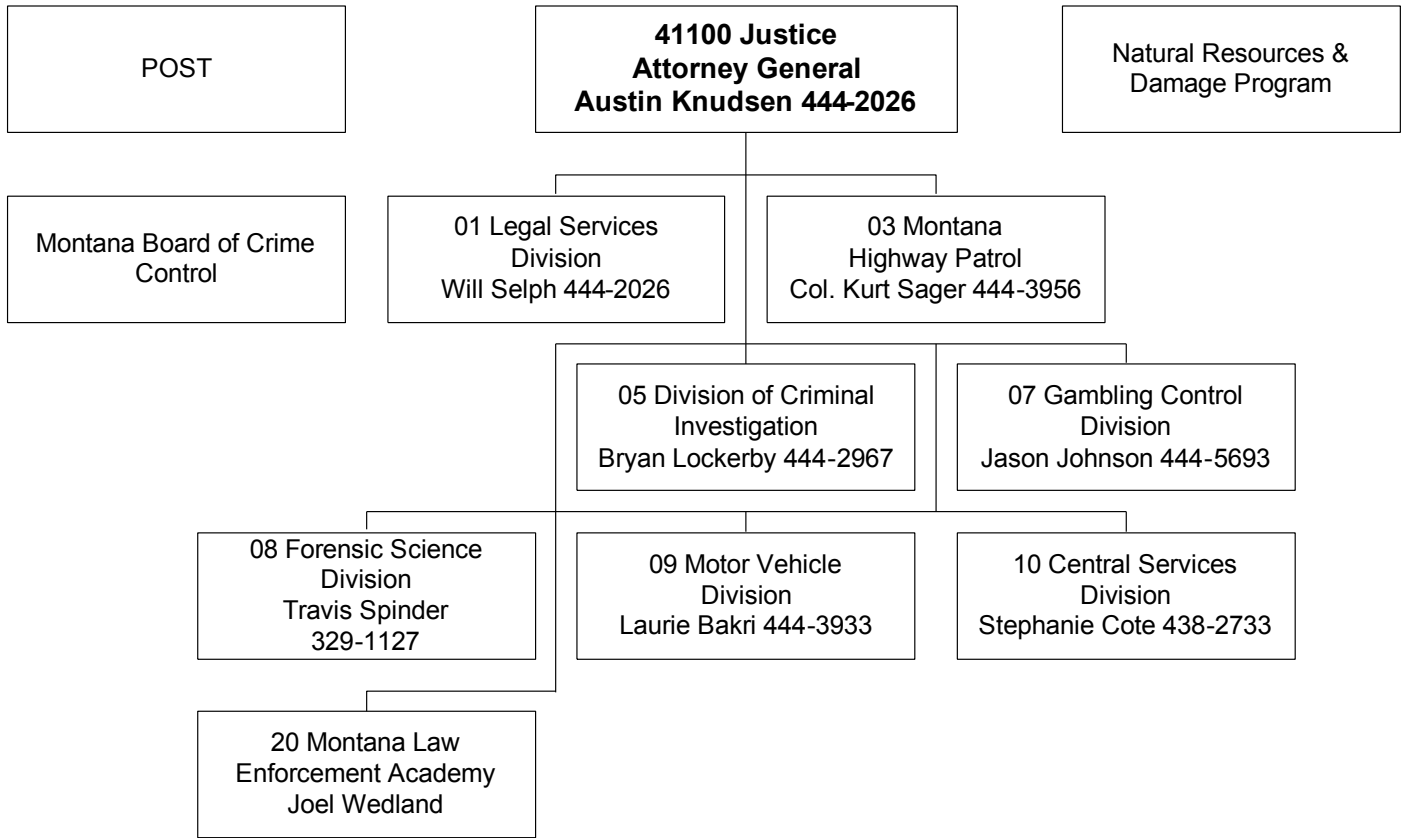 POST
41100 Justice
Attorney General
Austin Knudsen 444-2026
Natural Resources &
Damage Program
Montana Board of Crime
Control
01 Legal Services
Division
Will Selph 444-2026
03 Montana
Highway Patrol
Col. Kurt Sager 444-3956
05 Division of Criminal
Investigation
Bryan Lockerby 444-2967
07 Gambling Control
Division
Jason Johnson 444-5693
08 Forensic Science
Division
Travis Spinder
329-1127
09 Motor Vehicle
Division
Laurie Bakri 444-3933
10 Central Services
Division
Stephanie Cote 438-2733
20 Montana Law
Enforcement Academy
Joel Wedland